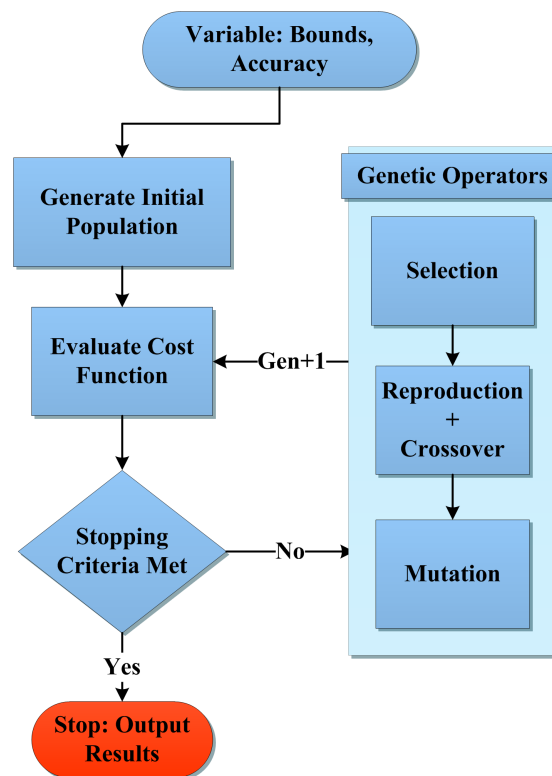 Variable: Bounds,
Accuracy
Generate Initial
Population
Evaluate Cost
Function
Stopping
Criteria Met
Yes
Stop: Output
Results
No
Gen+1
Genetic Operators
Selection
Reproduction
+
Crossover
Mutation